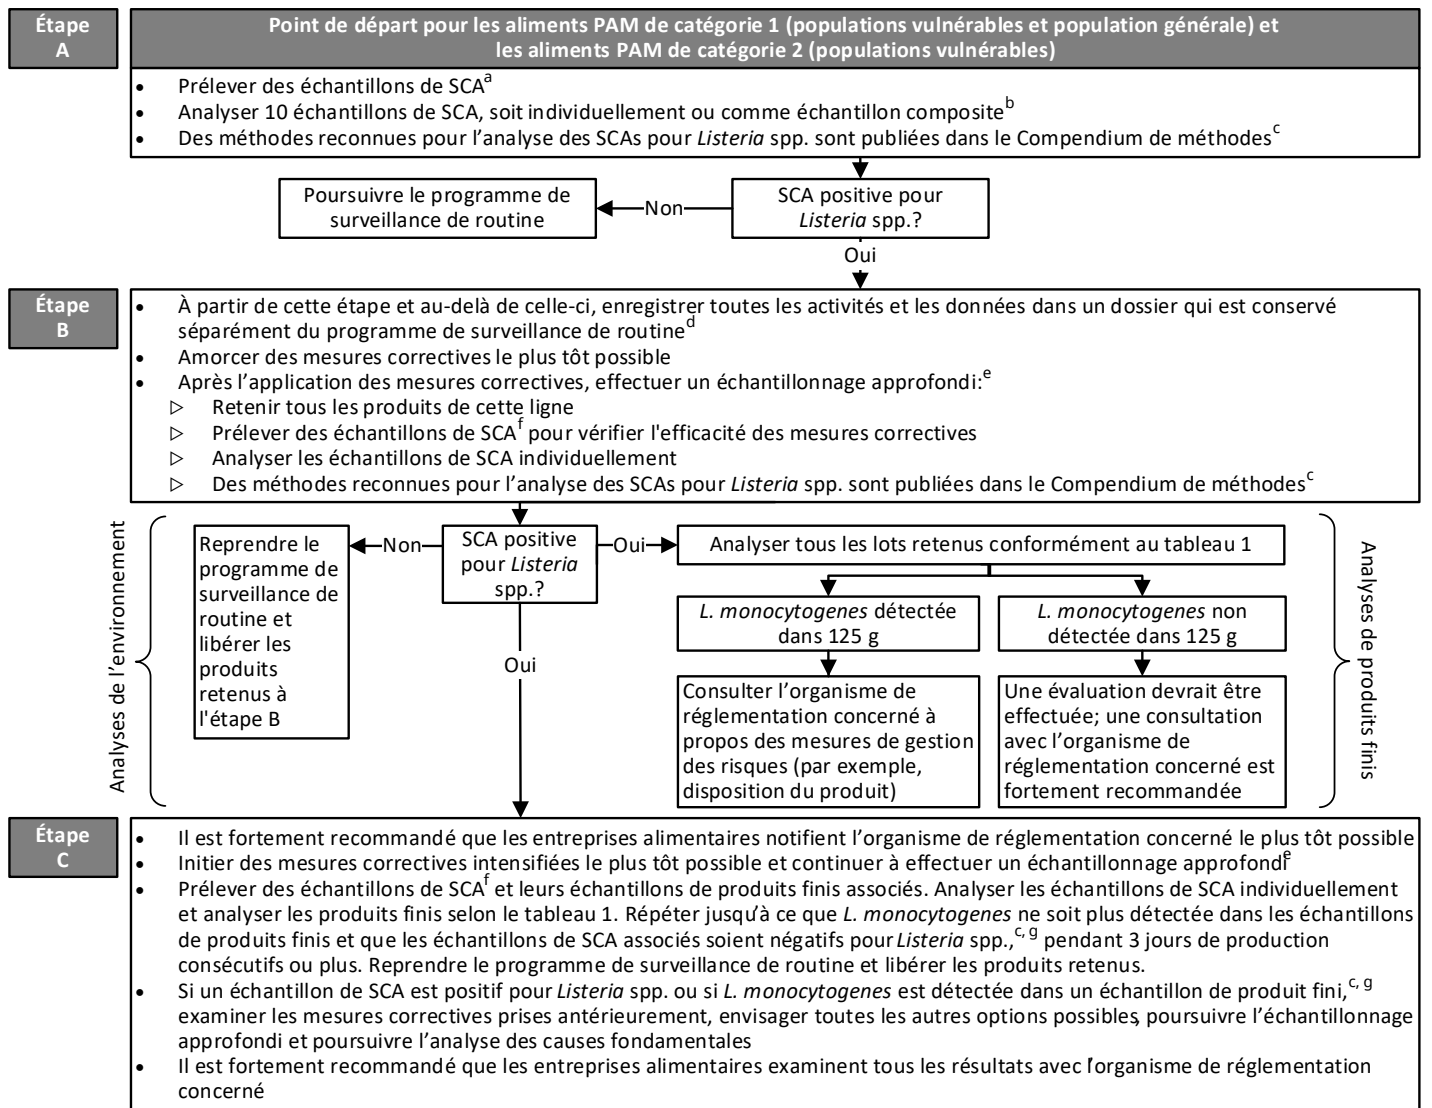 Étape
A
Point de départ pour les aliments PAM de catégorie 1 (populations vulnérables et population générale) et
les aliments PAM de catégorie 2 (populations vulnérables)
• Prélever des échantillons de SCAa
• Analyser 10 échantillons de SCA, soit individuellement ou comme échantillon compositeb
• Des méthodes reconnues pour l’analyse des SCAs pour Listeria spp. sont publiées dans le Compendium de méthodesc
Poursuivre le programme de
surveillance de routine
Non
SCA positive pour
Listeria spp.?
Oui
Étape
B
• À partir de cette étape et au-delà de celle-ci, enregistrer toutes les activités et les données dans un dossier qui est conservé
séparément du programme de surveillance de routined
• Amorcer des mesures correctives le plus tôt possible
• Après l’application des mesures correctives, effectuer un échantillonnage approfondi:e
▷ Retenir tous les produits de cette ligne
▷ Prélever des échantillons de SCAf pour vérifier l'efficacité des mesures correctives
▷ Analyser les échantillons de SCA individuellement
▷ Des méthodes reconnues pour l’analyse des SCAs pour Listeria spp. sont publiées dans le Compendium de méthodesc
Analyses de l’environnement
Reprendre le
programme de
surveillance de
routine et
libérer les
produits
retenus à
l'étape B
Non
SCA positive
pour Listeria
spp.?
Oui
Oui
Analyser tous les lots retenus conformément au tableau 1
L. monocytogenes détectée
dans 125 g
L. monocytogenes non
détectée dans 125 g
Consulter l’organisme de
réglementation concerné à
propos des mesures de gestion
des risques (par exemple,
disposition du produit)
Une évaluation devrait être
effectuée; une consultation
avec l’organisme de
réglementation concerné est
fortement recommandée
Analyses de produits finis
Étape
C
• Il est fortement recommandé que les entreprises alimentaires notifient l’organisme de réglementation concerné le plus tôt possible
• Initier des mesures correctives intensifiées le plus tôt possible et continuer à effectuer un échantillonnage approfondie
• Prélever des échantillons de SCAf et leurs échantillons de produits finis associés. Analyser les échantillons de SCA individuellement
et analyser les produits finis selon le tableau 1. Répéter jusqu’à ce que L. monocytogenes ne soit plus détectée dans les échantillons
de produits finis et que les échantillons de SCA associés soient négatifs pour Listeria spp.,c, g pendant 3 jours de production
consécutifs ou plus. Reprendre le programme de surveillance de routine et libérer les produits retenus.
• Si un échantillon de SCA est positif pour Listeria spp. ou si L. monocytogenes est détectée dans un échantillon de produit fini,c, g
examiner les mesures correctives prises antérieurement, envisager toutes les autres options possibles, poursuivre l’échantillonnage
approfondi et poursuivre l’analyse des causes fondamentales
• Il est fortement recommandé que les entreprises alimentaires examinent tous les résultats avec l’organisme de réglementation
concerné